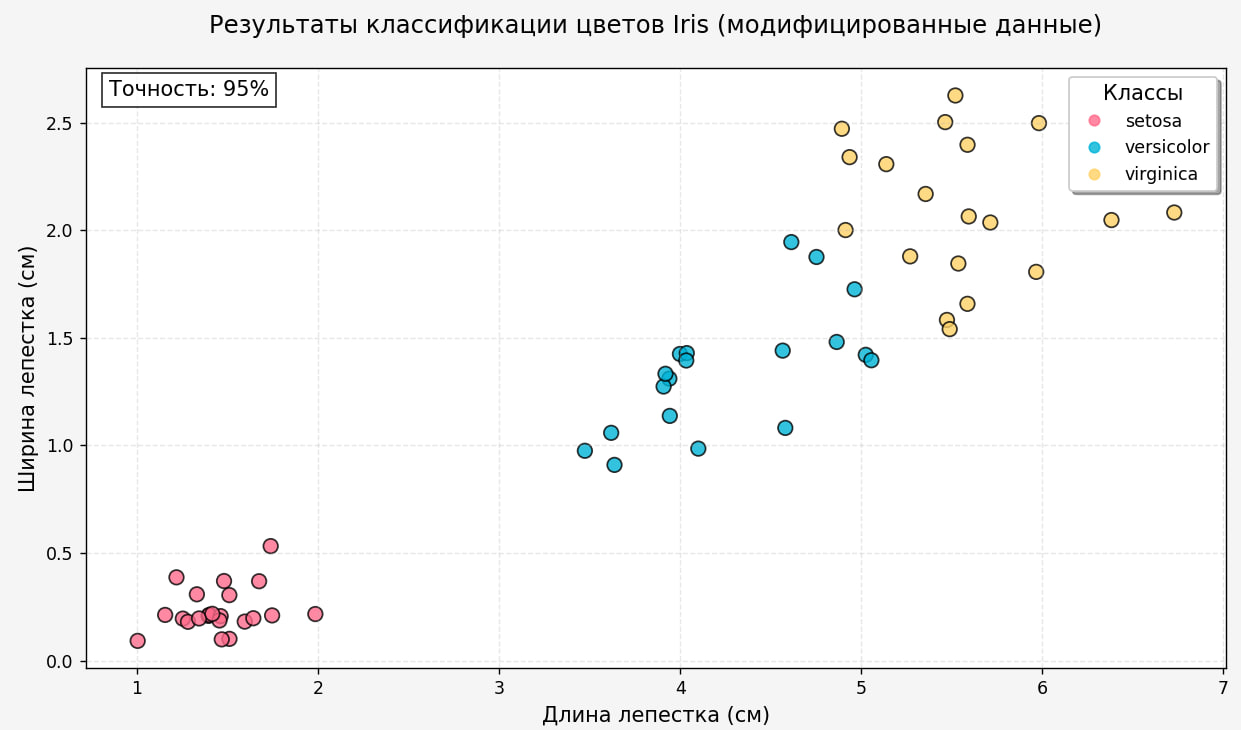 Результаты классификации цветов Iris (модифицированные данные)
Точность: 95%
Классы
setosa
versicolor
virginica
Ширина лепестка (см)
2.5
2.0
1.5
1.0
0.5
0.0
1 2 3 4 5 6 7
Длина лепестка (см)